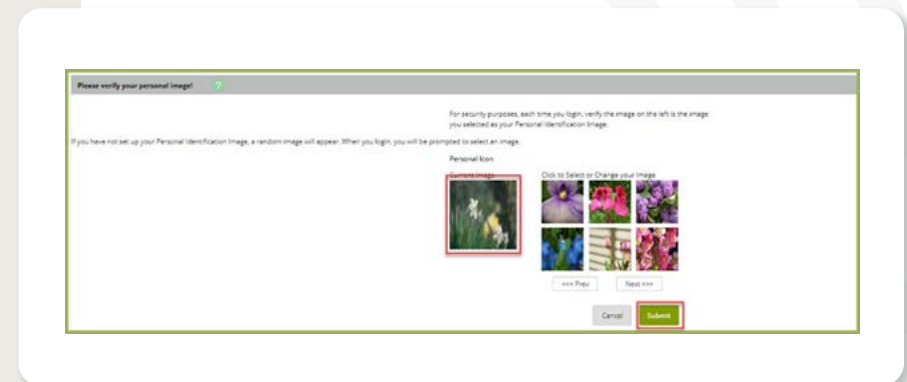 Please verify your personal image! ?
For security purposes, each time you login, verify the image on the left is the image
you selected as your Personal Identification Image.
If you have not set up your Personal Identification Image, a random image will appear. When you login, you will be prompted to select an image.
Personal Icon
Current Image Click to Select or Change your Image
<<< Prev Next >>>
Cancel Submit